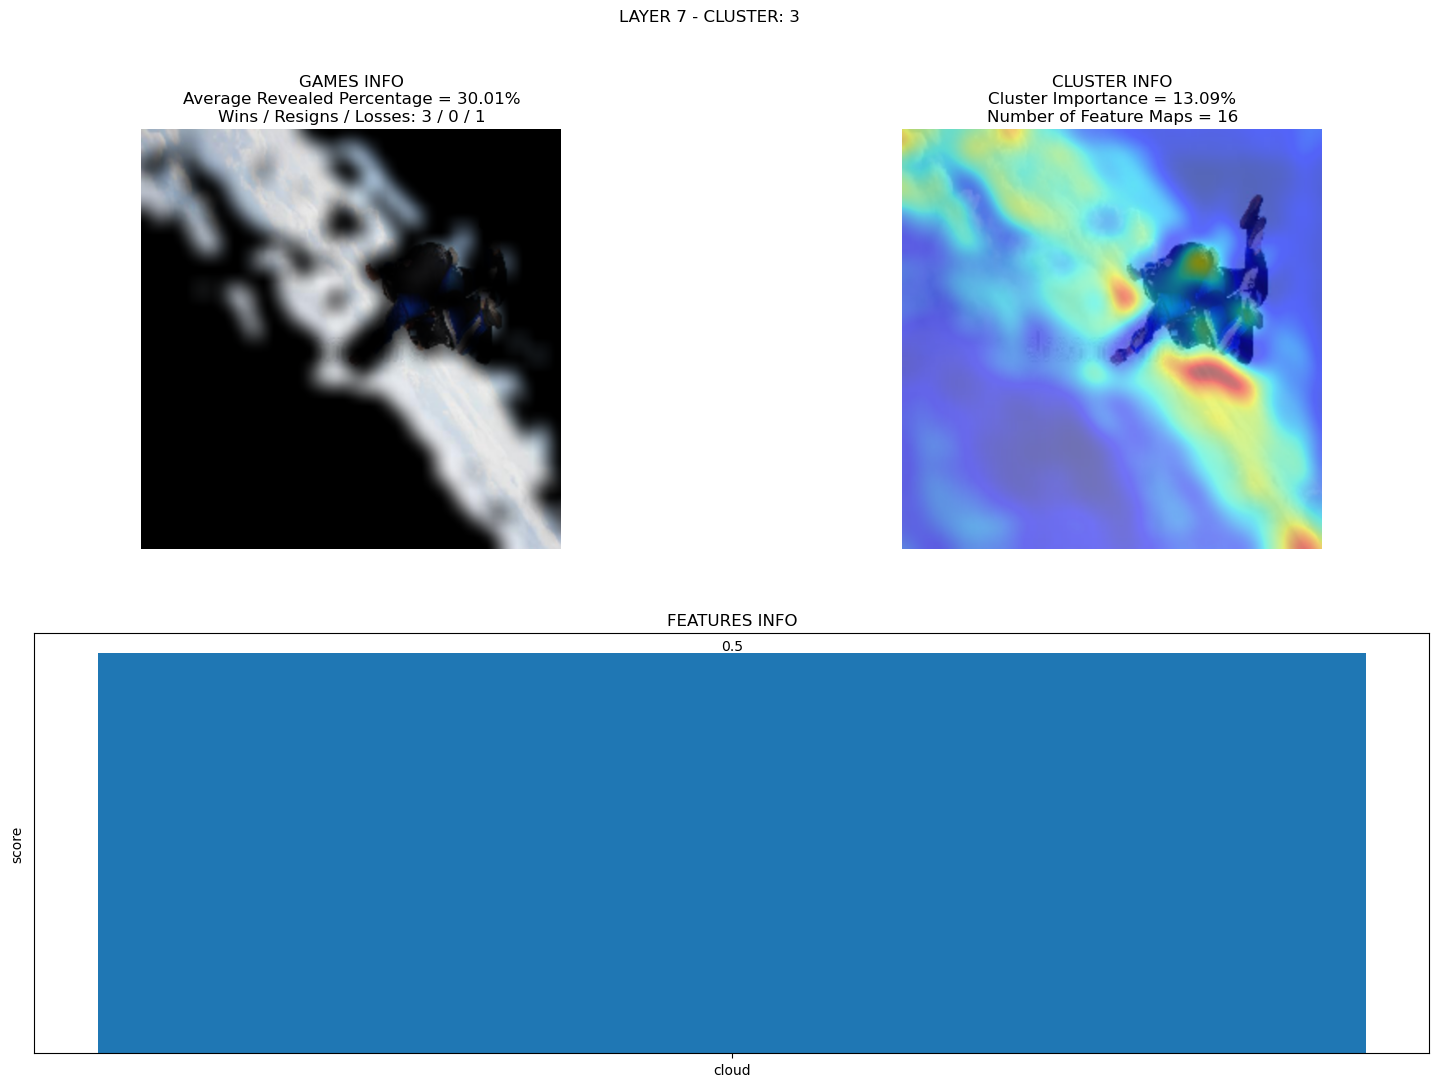 LAYER 7 - CLUSTER: 3
GAMES INFO
Average Revealed Percentage = 30.01%
Wins / Resigns / Losses: 3 / 0 / 1
CLUSTER INFO
Cluster Importance = 13.09%
Number of Feature Maps = 16
FEATURES INFO
0.5
score
cloud